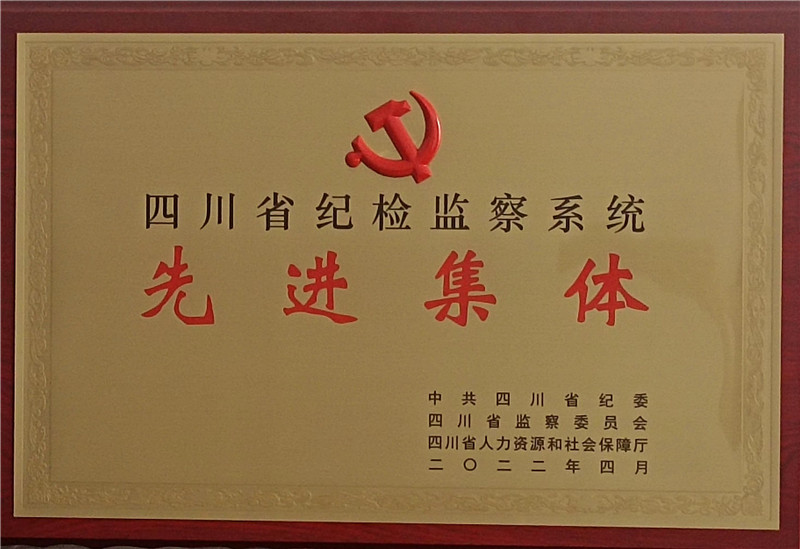 四川省纪检监察系统
先进集体
中共四川省纪委
四川省监察委员会
四川省人力资源和社会保障厅
二〇二二年四月